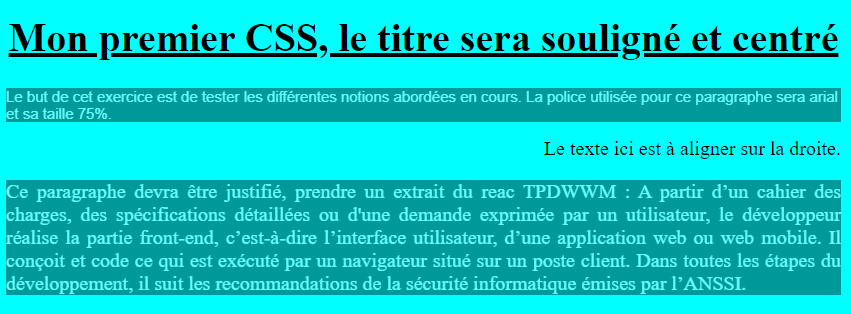 Mon premier CSS, le titre sera souligné et centré
Le but de cet exercice est de tester les différentes notions abordées en cours. La police utilisée pour ce paragraphe sera arial
et sa taille 75%.
Le texte ici est à aligner sur la droite.
Ce paragraphe devra être justifié, prendre un extrait du reac TPDWWM : A partir d’un cahier des
charges, des spécifications détaillées ou d'une demande exprimée par un utilisateur, le développeur
réalise la partie front-end, c’est-à-dire l’interface utilisateur, d’une application web ou web mobile. Il
conçoit et code ce qui est exécuté par un navigateur situé sur un poste client. Dans toutes les étapes du
développement, il suit les recommandations de la sécurité informatique émises par l’ANSSI.